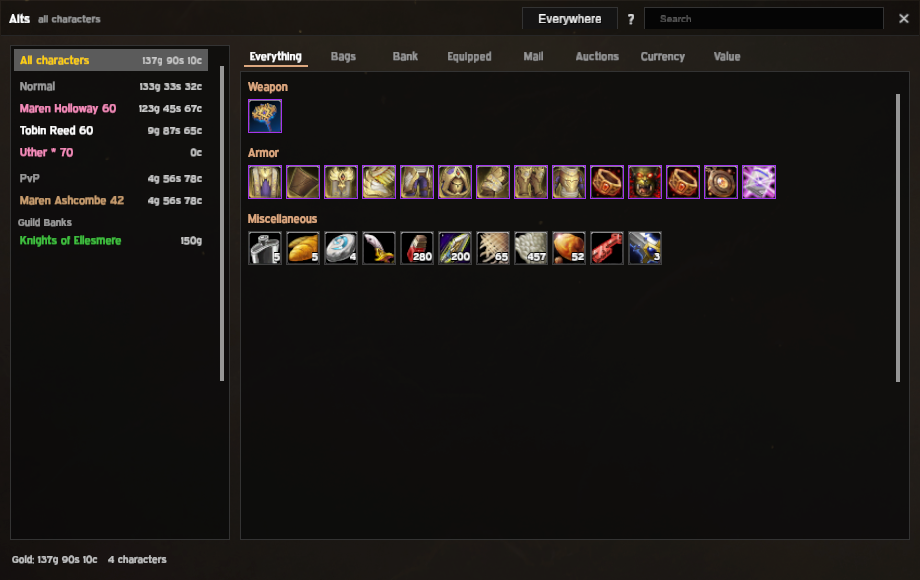 Alts all characters Everywhere ? Search ✕
All characters 137g 90s 10c
Normal 133g 33s 32c
Maren Holloway 60 123g 45s 67c
Tobin Reed 60 9g 87s 65c
Uther * 70 0c
PvP 4g 56s 78c
Maren Ashcombe 42 4g 56s 78c
Guild Banks
Knights of Ellesmere 150g
Everything Bags Bank Equipped Mail Auctions Currency Value
Weapon
Armor
Miscellaneous
5 5 4 280 200 65 457 52 3
Gold: 137g 90s 10c 4 characters